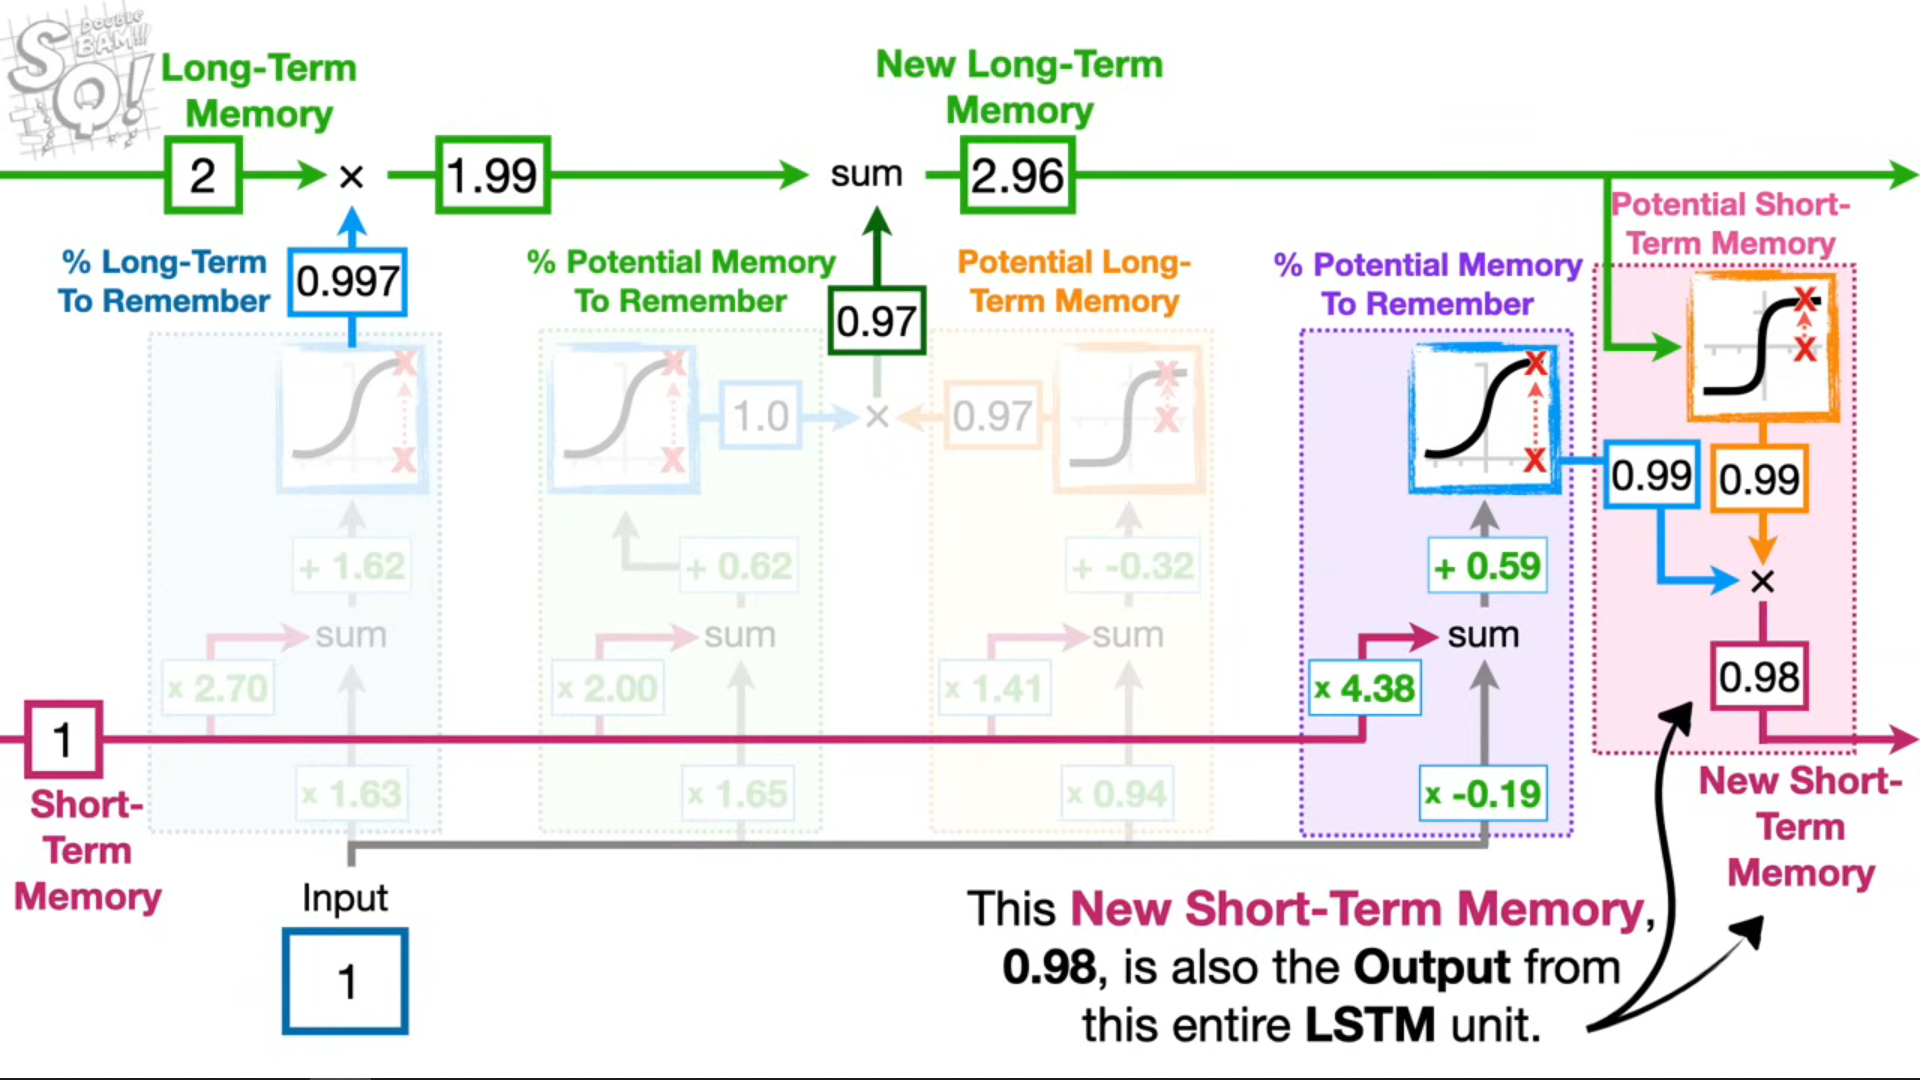 DOUBLE
BAM!!!
SQ!
Long-Term
Memory
New Long-Term
Memory
2
×
1.99
sum
2.96
Potential Short-
Term Memory
% Long-Term
To Remember
0.997
% Potential Memory
To Remember
0.97
Potential Long-
Term Memory
% Potential Memory
To Remember
1.0
×
0.97
0.99
0.99
+ 1.62
+ 0.62
+ -0.32
+ 0.59
×
sum
sum
sum
sum
x 2.70
x 2.00
x 1.41
x 4.38
0.98
1
Short-
Term
Memory
x 1.63
x 1.65
x 0.94
x -0.19
New Short-
Term
Memory
Input
1
This New Short-Term Memory,
0.98, is also the Output from
this entire LSTM unit.